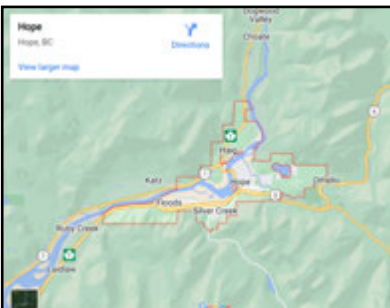 Dogwood
Valley
Hope
Choate
Hope, BC
Directions
View larger map
Haig
Katz
Hope
Othello
Floods
Silver Creek
Ruby Creek
Laidlaw
Google